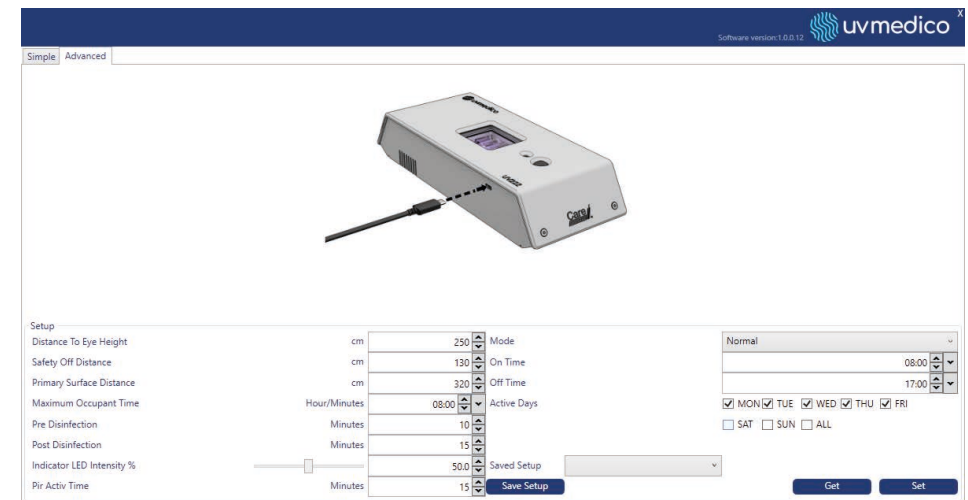 X
Software version:1.0.0.12 uvmedico
Simple Advanced
uvmedico
UV222
Care
Setup
Distance To Eye Height cm 250 Mode Normal
Safety Off Distance cm 130 On Time 08:00
Primary Surface Distance cm 320 Off Time 17:00
Maximum Occupant Time Hour/Minutes 08:00 Active Days MON TUE WED THU FRI
Pre Disinfection Minutes 10 SAT SUN ALL
Post Disinfection Minutes 15
Indicator LED Intensity % 50.0 Saved Setup
Pir Activ Time Minutes 15 Save Setup Get Set